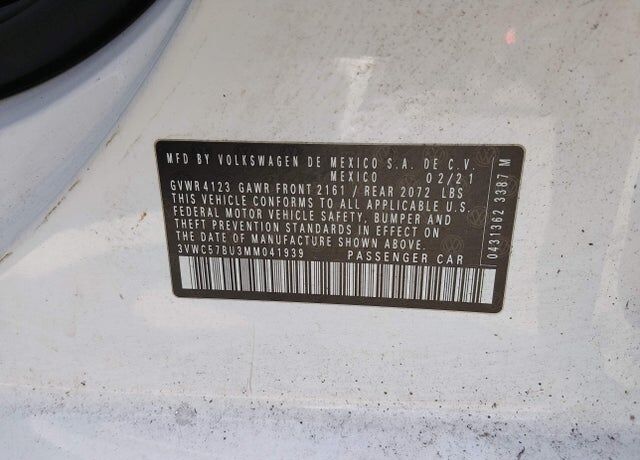 MFD BY VOLKSWAGEN DE MEXICO S.A. DE C.V.
MEXICO 02/21
GVWR 4123 GAWR FRONT 2161 / REAR 2072 LBS
THIS VEHICLE CONFORMS TO ALL APPLICABLE U.S.
FEDERAL MOTOR VEHICLE SAFETY, BUMPER AND
THEFT PREVENTION STANDARDS IN EFFECT ON
THE DATE OF MANUFACTURE SHOWN ABOVE.
3VWC57BU3MM041939 PASSENGER CAR
0431362 3387 M